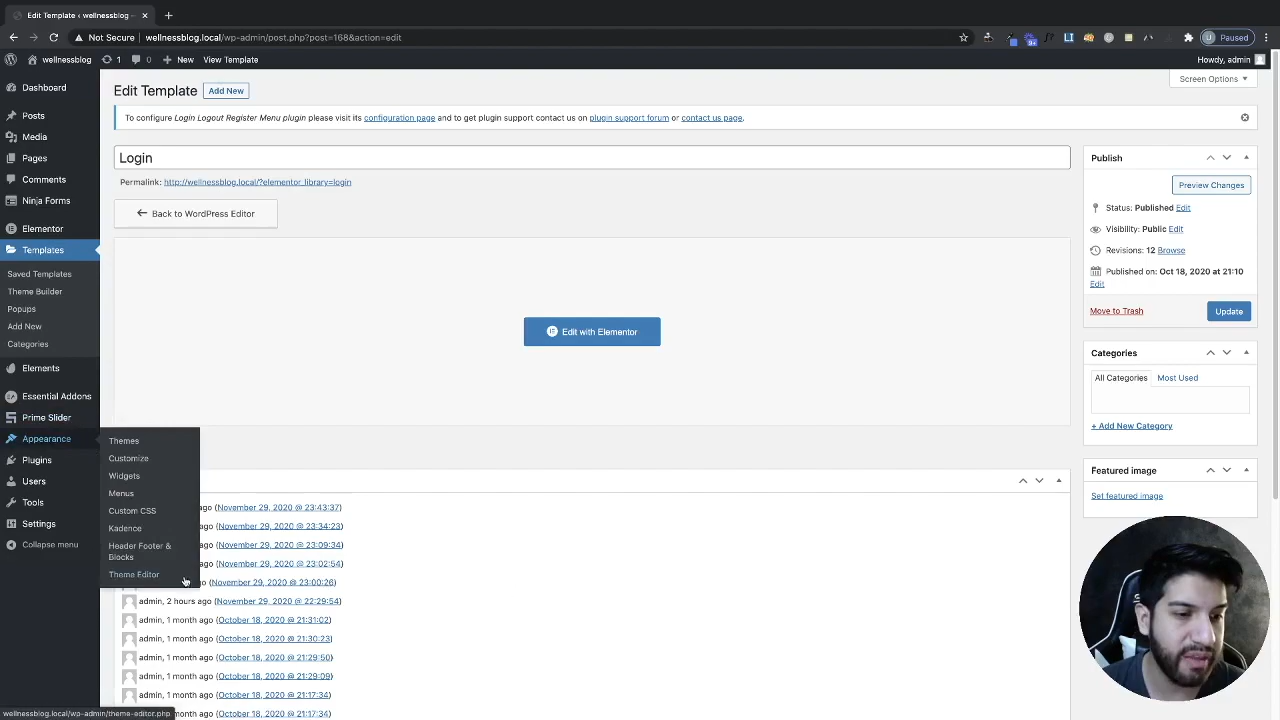 Edit Template ‹ wellnessblog –
Not Secure
wellnessblog.local/wp-admin/post.php?post=168&action=edit
Paused
wellnessblog
1
0
New
View Template
Howdy, admin
Dashboard
Posts
Media
Pages
Comments
Ninja Forms
Elementor
Templates
Saved Templates
Theme Builder
Popups
Add New
Categories
Elements
Essential Addons
Prime Slider
Appearance
Plugins
Users
Tools
Settings
Collapse menu
Themes
Customize
Widgets
Menus
Custom CSS
Kadence
Header Footer &
Blocks
Theme Editor
Edit Template
Add New
Screen Options
To configure Login Logout Register Menu plugin please visit its configuration page and to get plugin support contact us on plugin support forum or contact us page.
Login
Permalink: http://wellnessblog.local/?elementor_library=login
Back to WordPress Editor
Edit with Elementor
ago (November 29, 2020 @ 23:43:37)
ago (November 29, 2020 @ 23:34:23)
ago (November 29, 2020 @ 23:09:34)
ago (November 29, 2020 @ 23:02:54)
o (November 29, 2020 @ 23:00:26)
admin, 2 hours ago (November 29, 2020 @ 22:29:54)
admin, 1 month ago (October 18, 2020 @ 21:31:02)
admin, 1 month ago (October 18, 2020 @ 21:30:23)
admin, 1 month ago (October 18, 2020 @ 21:29:50)
admin, 1 month ago (October 18, 2020 @ 21:29:09)
admin, 1 month ago (October 18, 2020 @ 21:17:34)
admin, 1 month ago (October 18, 2020 @ 21:17:34)
Publish
Preview Changes
Status: Published Edit
Visibility: Public Edit
Revisions: 12 Browse
Published on: Oct 18, 2020 at 21:10
Edit
Move to Trash
Update
Categories
All Categories
Most Used
+ Add New Category
Featured image
Set featured image
wellnessblog.local/wp-admin/theme-editor.php